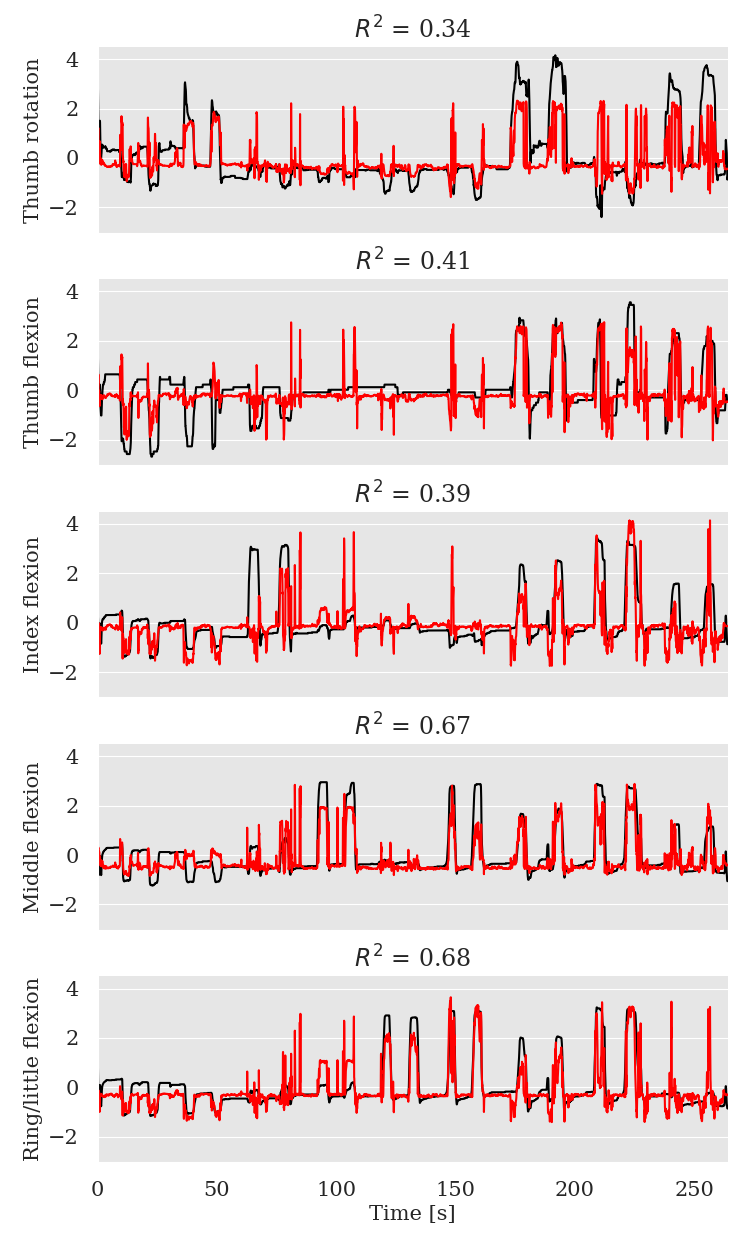 R² = 0.34
Thumb rotation
4
2
0
−2
R² = 0.41
Thumb flexion
4
2
0
−2
R² = 0.39
Index flexion
4
2
0
−2
R² = 0.67
Middle flexion
4
2
0
−2
R² = 0.68
Ring/little flexion
4
2
0
−2
0 50 100 150 200 250
Time [s]